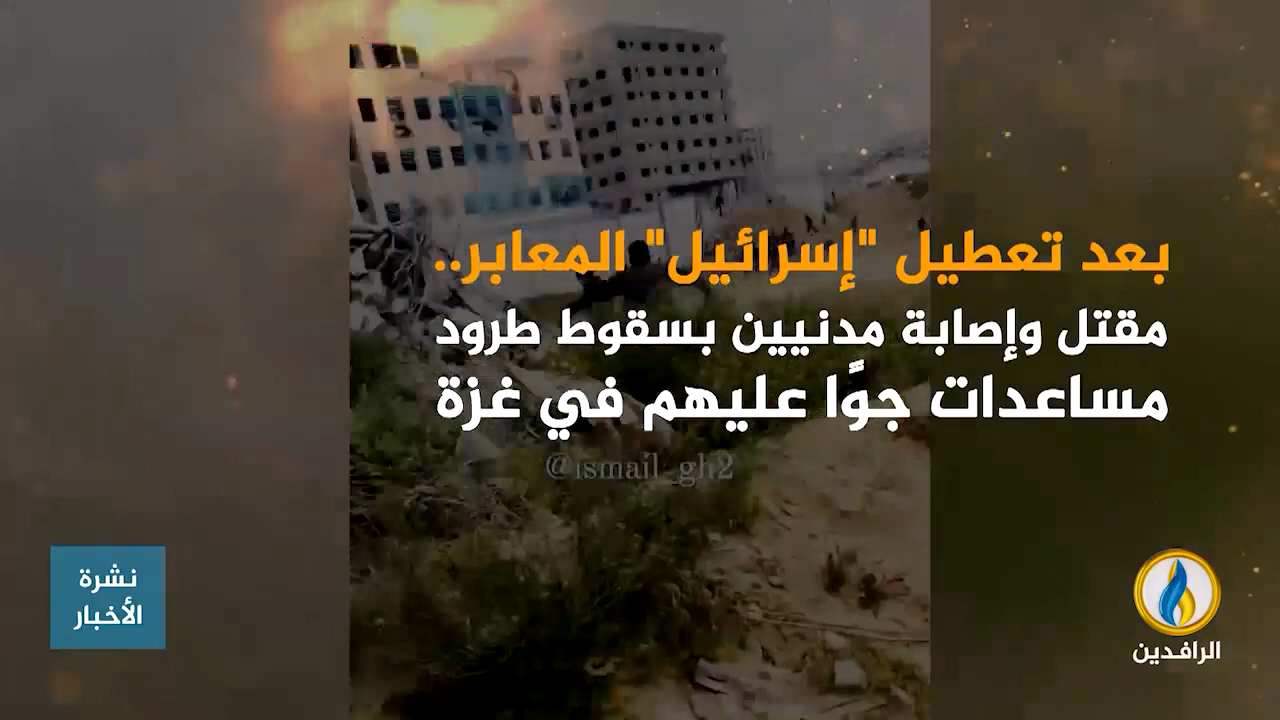 بعد تعطيل "إسرائيل" المعابر..
مقتل وإصابة مدنيين بسقوط طرود
مساعدات جوًا عليهم في غزة
@ismail_gh2
نشرة
الأخبار
الرافدين